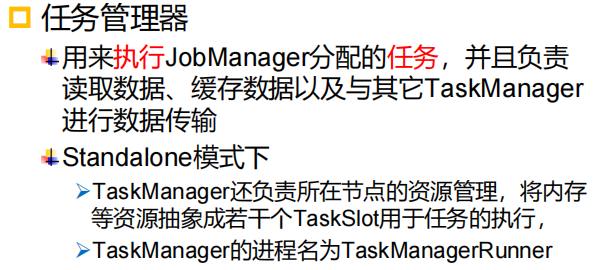 任务管理器
用来执行JobManager分配的任务，并且负责
读取数据、缓存数据以及与其它TaskManager
进行数据传输
Standalone模式下
TaskManager还负责所在节点的资源管理，将内存
等资源抽象成若干个TaskSlot用于任务的执行，
TaskManager的进程名为TaskManagerRunner